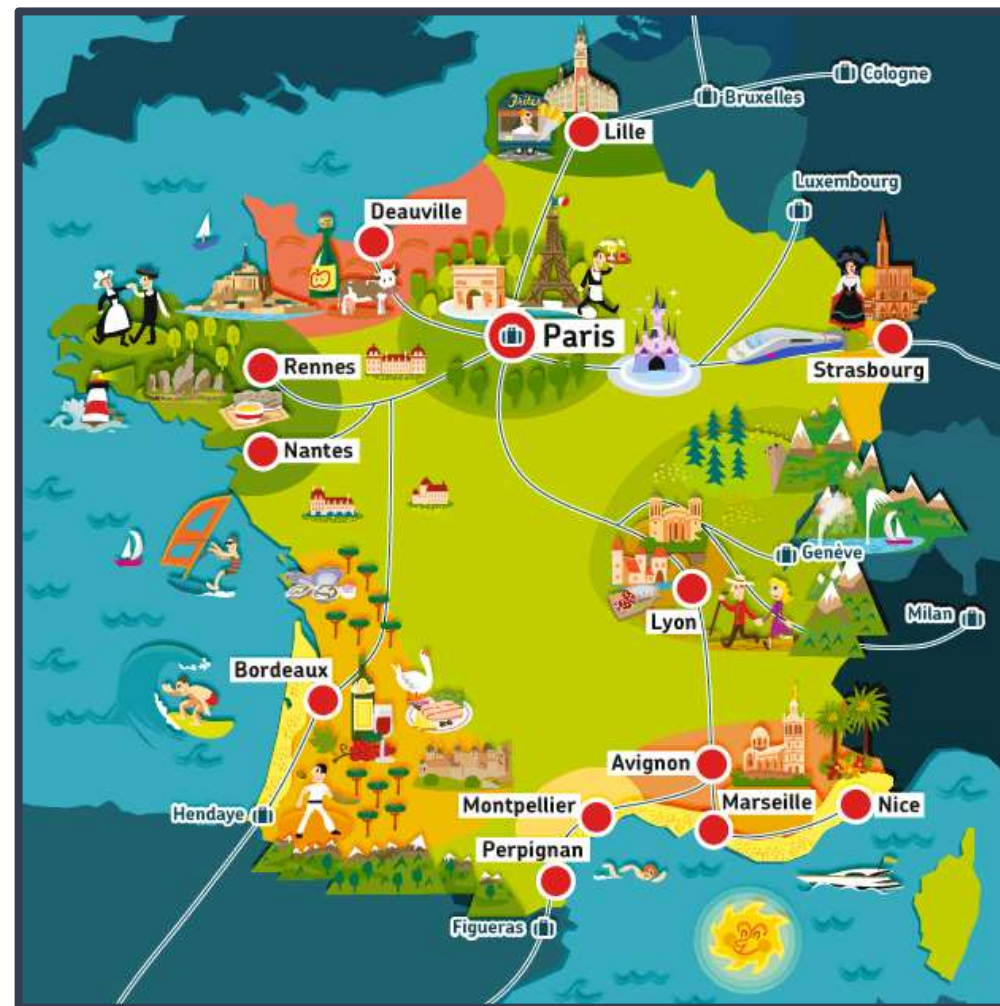 Cologne
Bruxelles
Frites
Lille
Luxembourg
Deauville
Paris
Rennes
Strasbourg
Nantes
Genève
Lyon
Milan
Bordeaux
Avignon
Montpellier
Marseille
Nice
Hendaye
Perpignan
Figueras